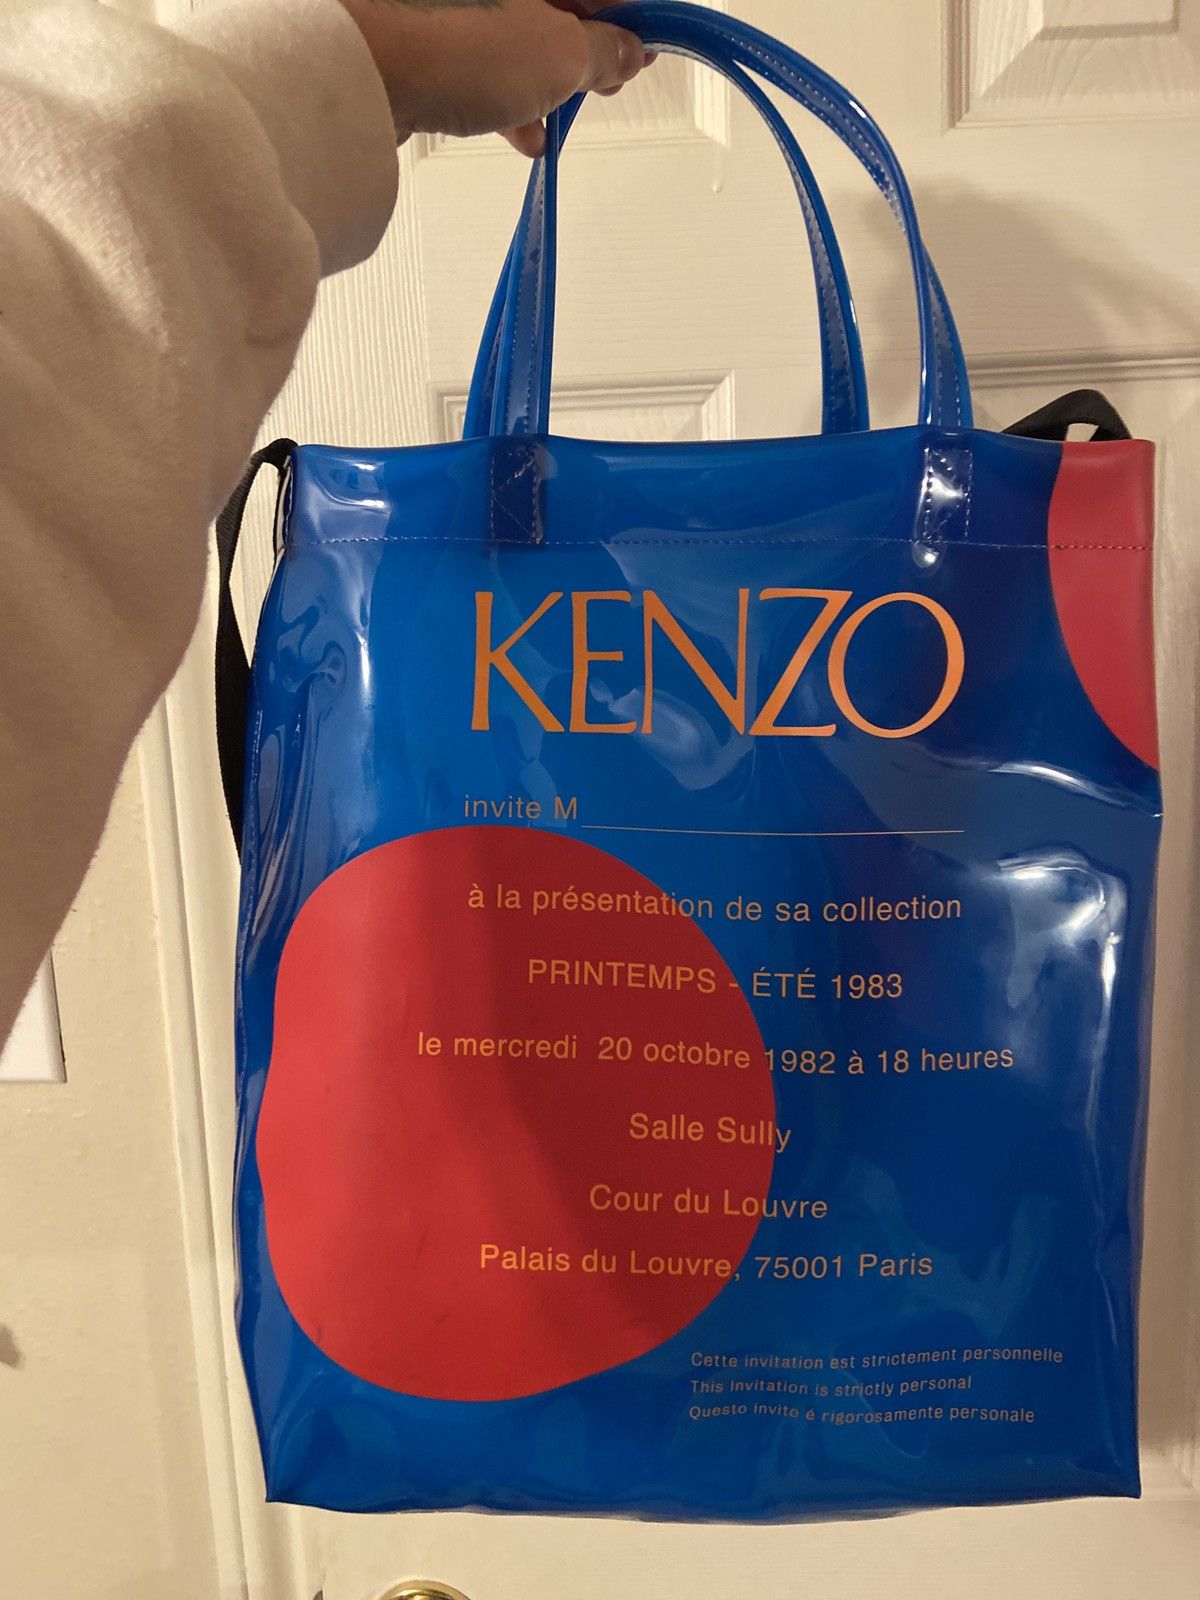 KENZO
invite M
à la présentation de sa collection
PRINTEMPS - ÉTÉ 1983
le mercredi 20 octobre 1982 à 18 heures
Salle Sully
Cour du Louvre
Palais du Louvre, 75001 Paris
Cette invitation est strictement personnelle
This invitation is strictly personal
Questo invito é rigorosamente personale